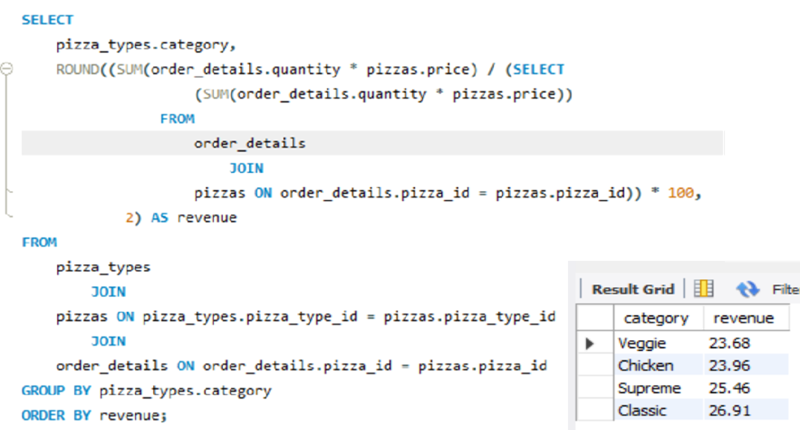 SELECT
pizza_types.category,
ROUND((SUM(order_details.quantity * pizzas.price) / (SELECT
(SUM(order_details.quantity * pizzas.price))
FROM
order_details
JOIN
pizzas ON order_details.pizza_id = pizzas.pizza_id)) * 100,
2) AS revenue
FROM
pizza_types
JOIN
pizzas ON pizza_types.pizza_type_id = pizzas.pizza_type_id
JOIN
order_details ON order_details.pizza_id = pizzas.pizza_id
GROUP BY pizza_types.category
ORDER BY revenue;
Result Grid Filte
category revenue
Veggie 23.68
Chicken 23.96
Supreme 25.46
Classic 26.91